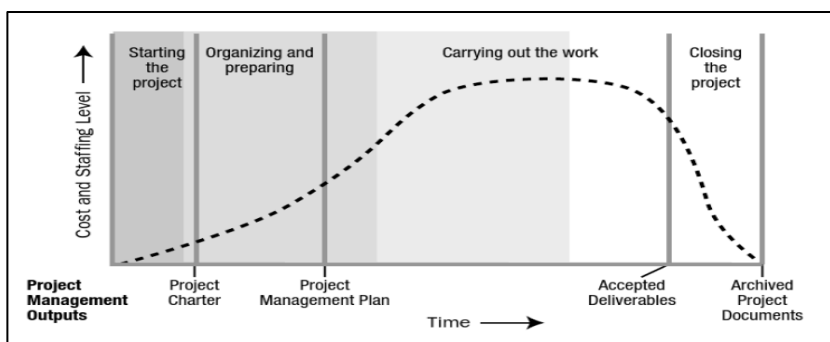 Starting
the
project
Organizing and
preparing
Carrying out the work
Closing
the
project
Cost and Staffing Level
Project
Management
Outputs
Project
Charter
Project
Management Plan
Accepted
Deliverables
Archived
Project
Documents
Time